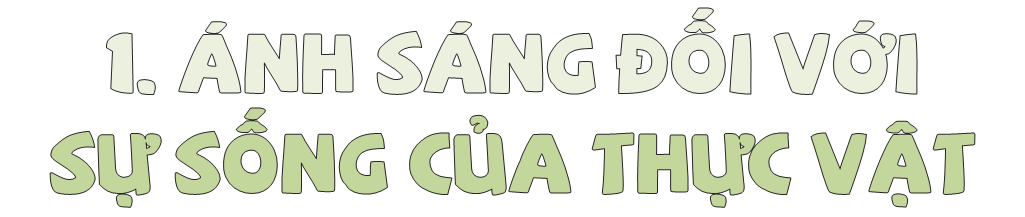 1. ÁNH SÁNG ĐỐI VỚI
SỰ SỐNG CỦA THỰC VẬT